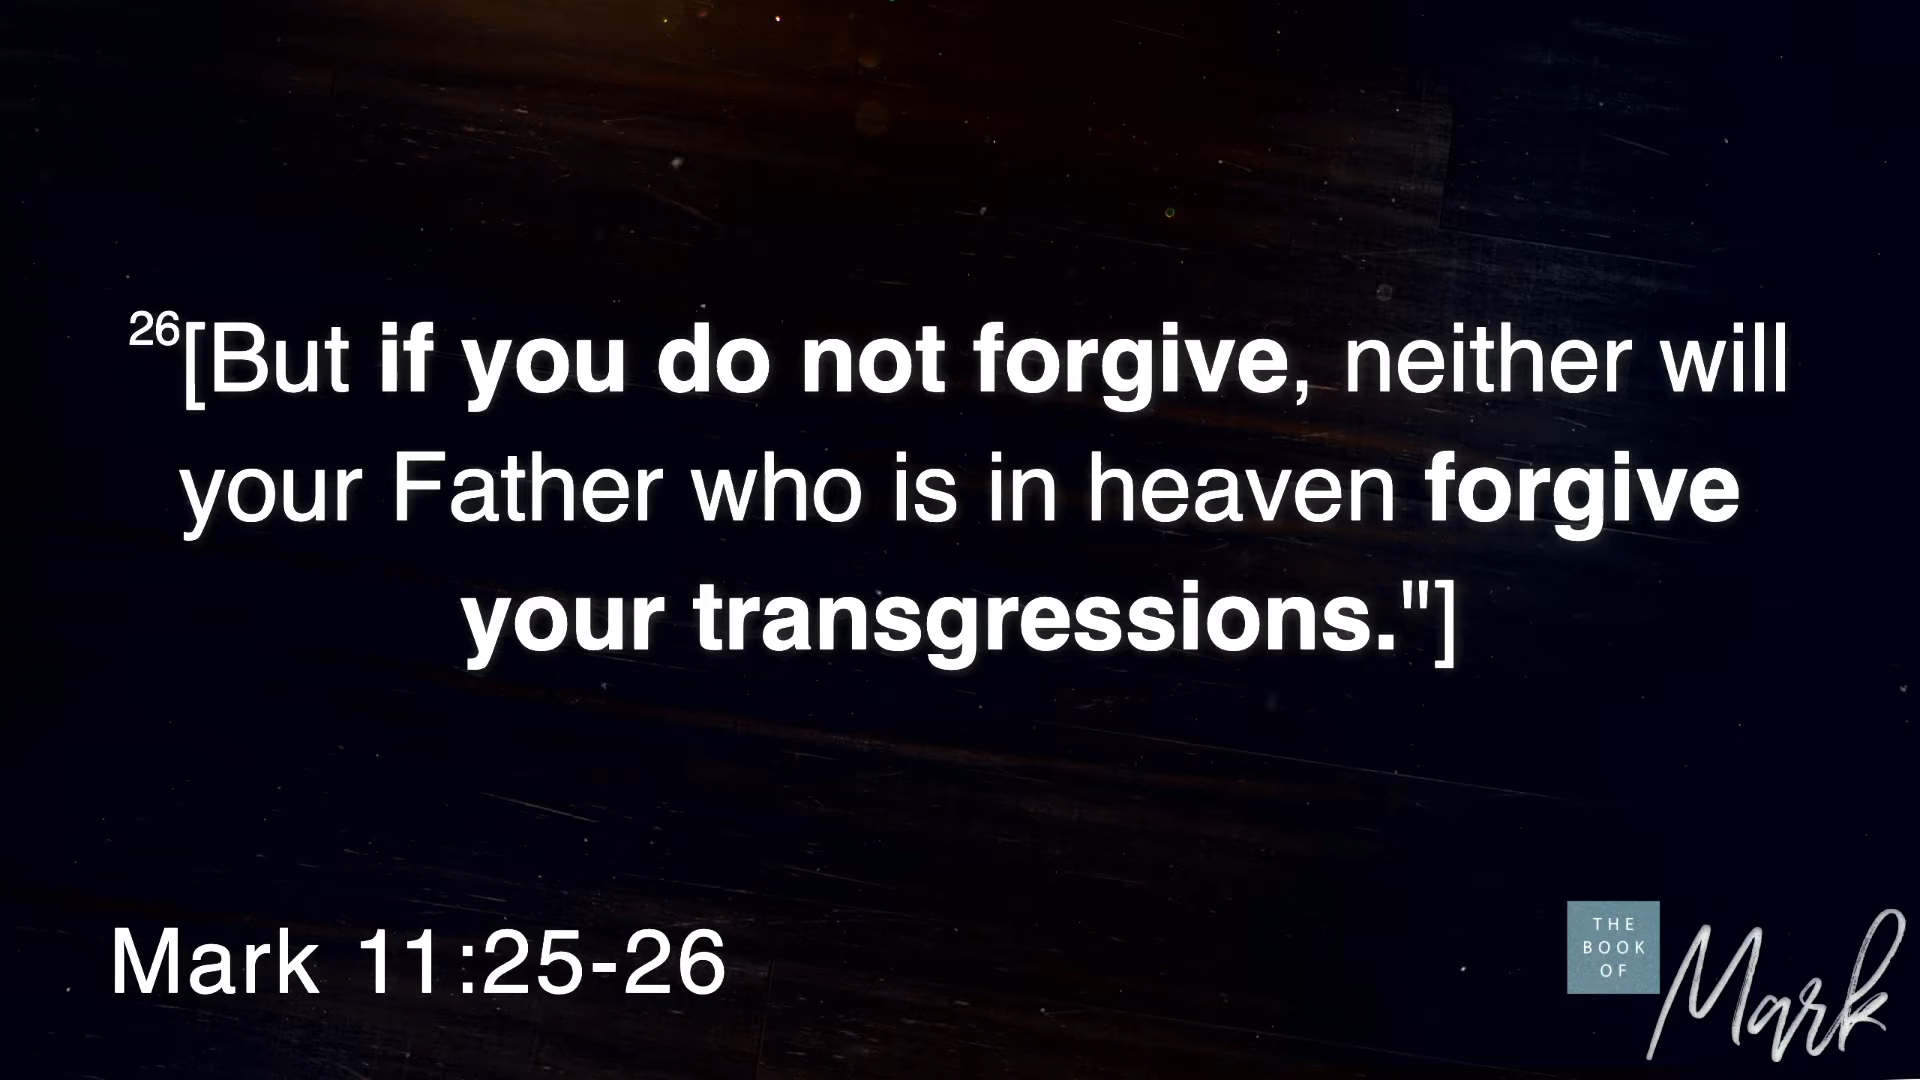 26[But if you do not forgive, neither will
your Father who is in heaven forgive
your transgressions."]
Mark 11:25-26
THE
BOOK
OF
Mark